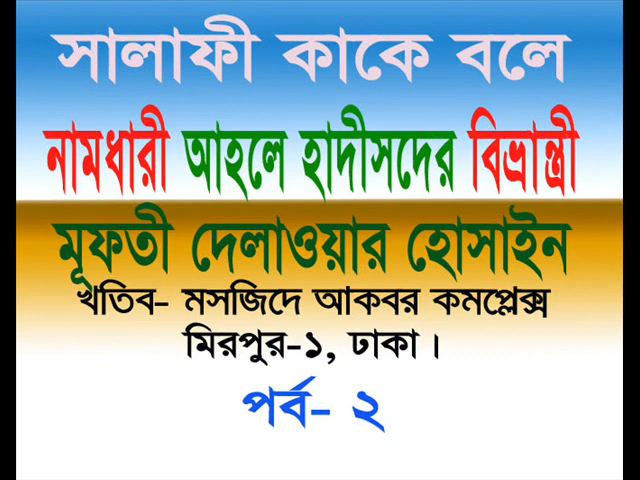 সালাফী কাকে বলে
নামধারী আহলে হাদীসদের বিভ্রান্ত্রী
মূফতী দেলাওয়ার হোসাইন
খতিব- মসজিদে আকবর কমপ্লেক্স
মিরপুর-১, ঢাকা।
পর্ব- ২